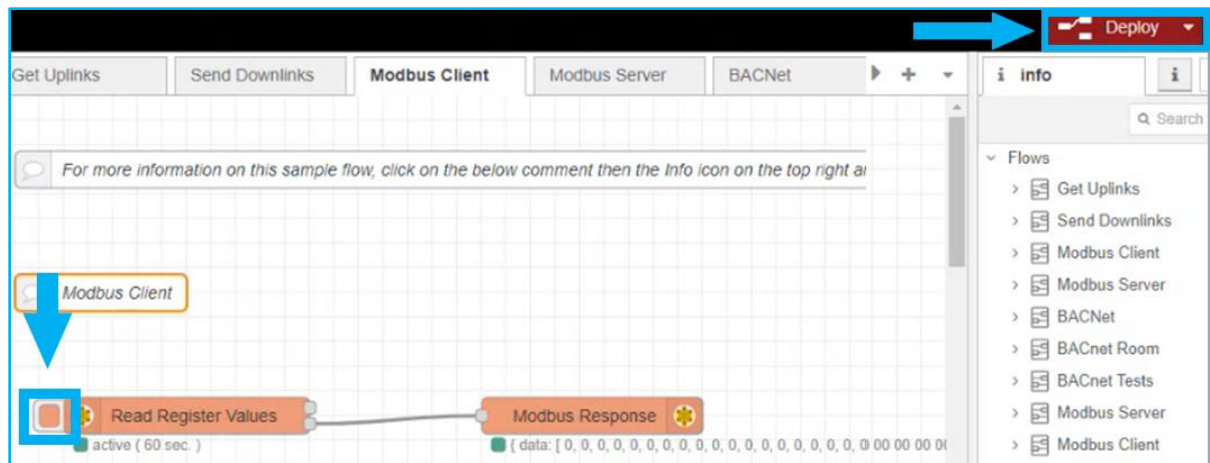 Deploy
Get Uplinks
Send Downlinks
Modbus Client
Modbus Server
BACNet
i info
i
Search
For more information on this sample flow, click on the below comment then the Info icon on the top right
Flows
Get Uplinks
Send Downlinks
Modbus Client
Modbus Server
BACNet
BACnet Room
BACnet Tests
Modbus Server
Modbus Client
Modbus Client
Read Register Values
active ( 60 sec. )
Modbus Response
{ data: [ 0, 0, 0, 0, 0, 0, 0, 0, 0, 0, 0, 0, 0, 0, 0, 0, 0, 0, 0 00 00 00